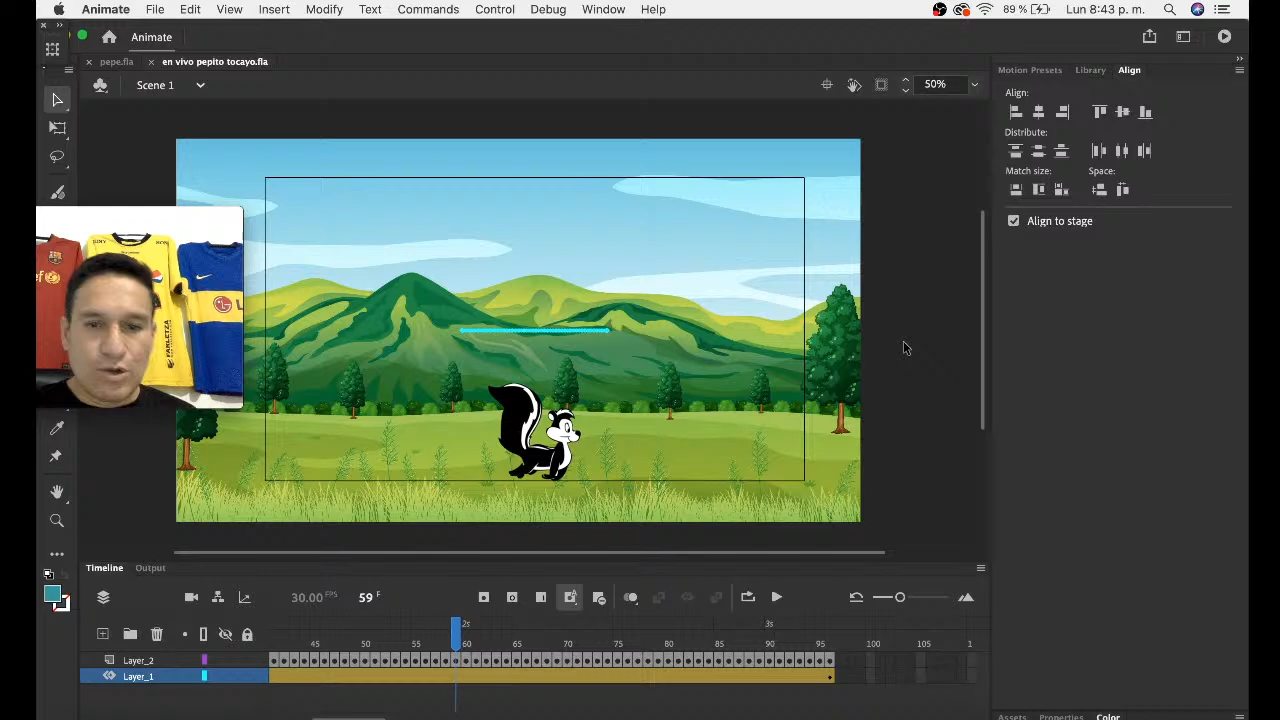 Animate File Edit View Insert Modify Text Commands Control Debug Window Help 89 % Lun 8:43 p. m.
Animate
pepe.fla en vivo pepito tocayo.fla
Motion Presets Library Align
Scene 1 50%
Align:
Distribute:
Match size: Space:
Align to stage
LG
Timeline Output
30.00 FPS 59 F
2s 3s
45 50 55 60 65 70 75 80 85 90 95 100 105 1
Layer_2
Layer_1
Assets Properties Color